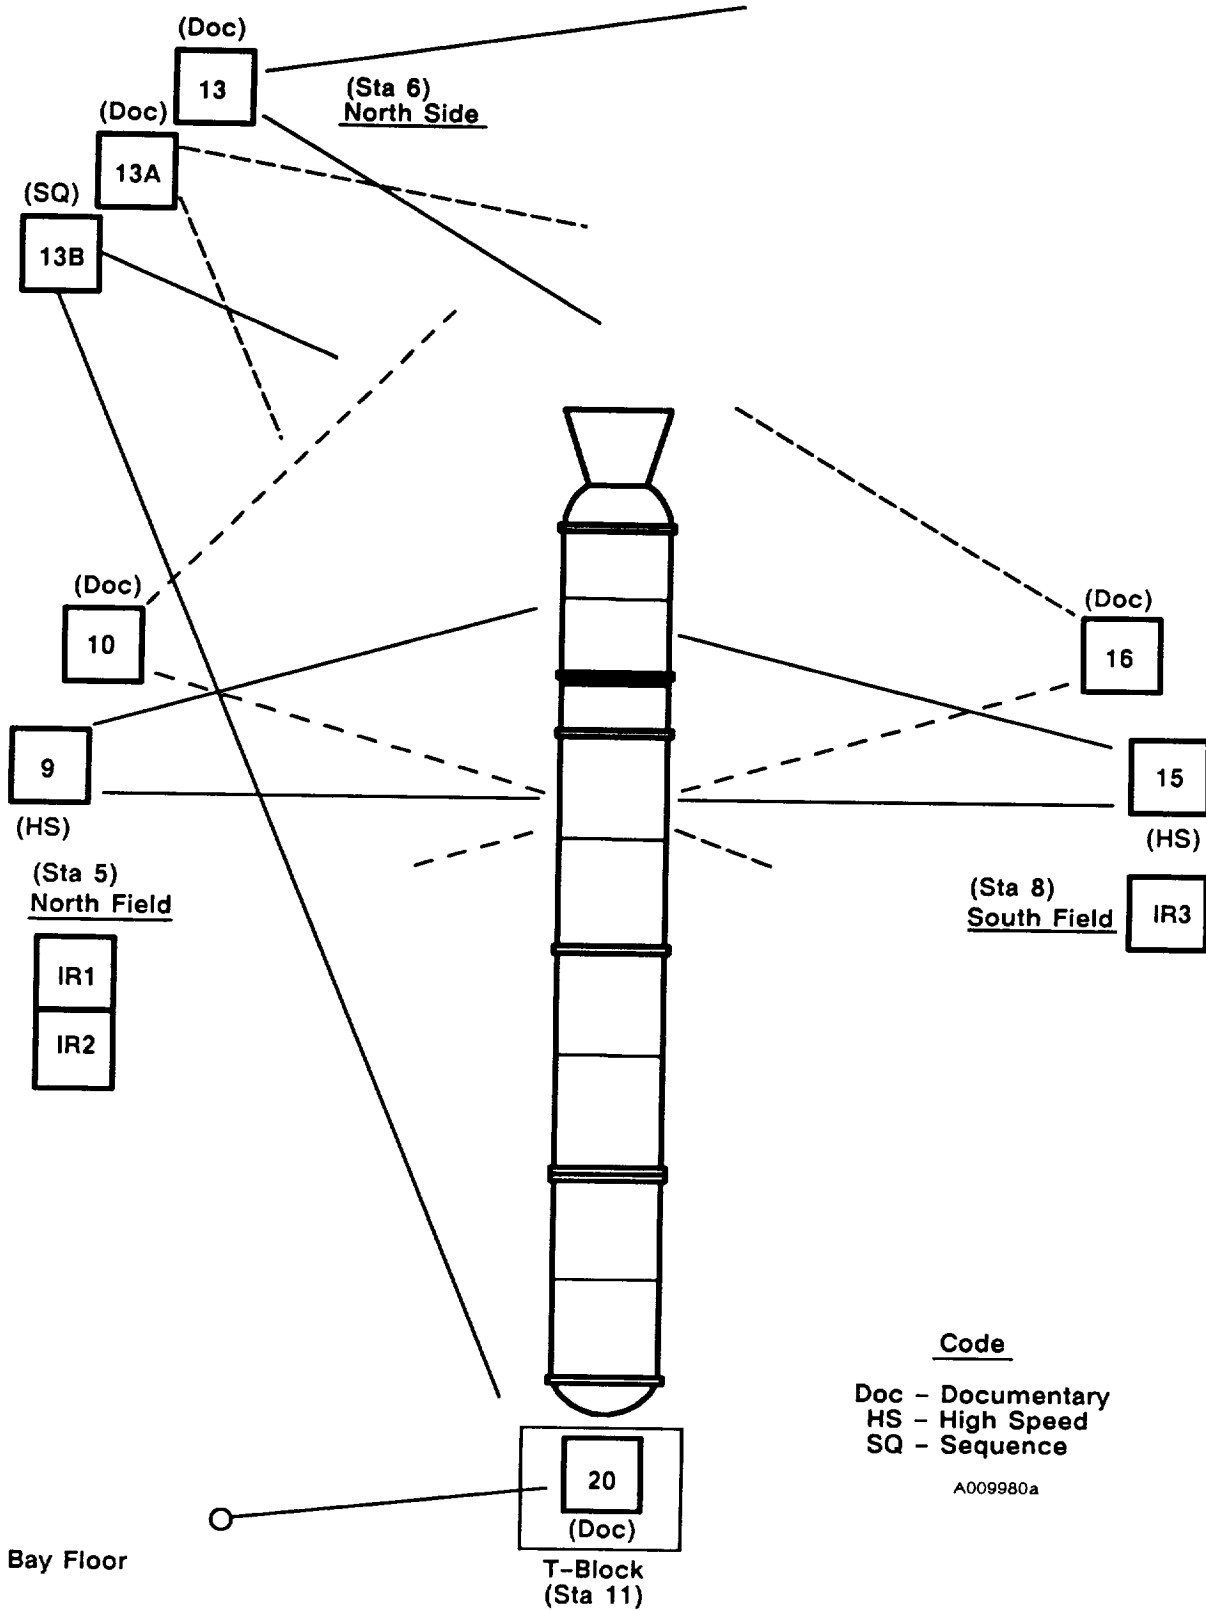 (Doc)
13
(Sta 6)
North Side
(Doc)
13A
(SQ)
13B
(Doc)
10
(Doc)
16
9
(HS)
15
(HS)
(Sta 5)
North Field
(Sta 8)
South Field
IR3
IR1
IR2
Code
Doc - Documentary
HS - High Speed
SQ - Sequence
A009980a
20
(Doc)
Bay Floor
T-Block
(Sta 11)